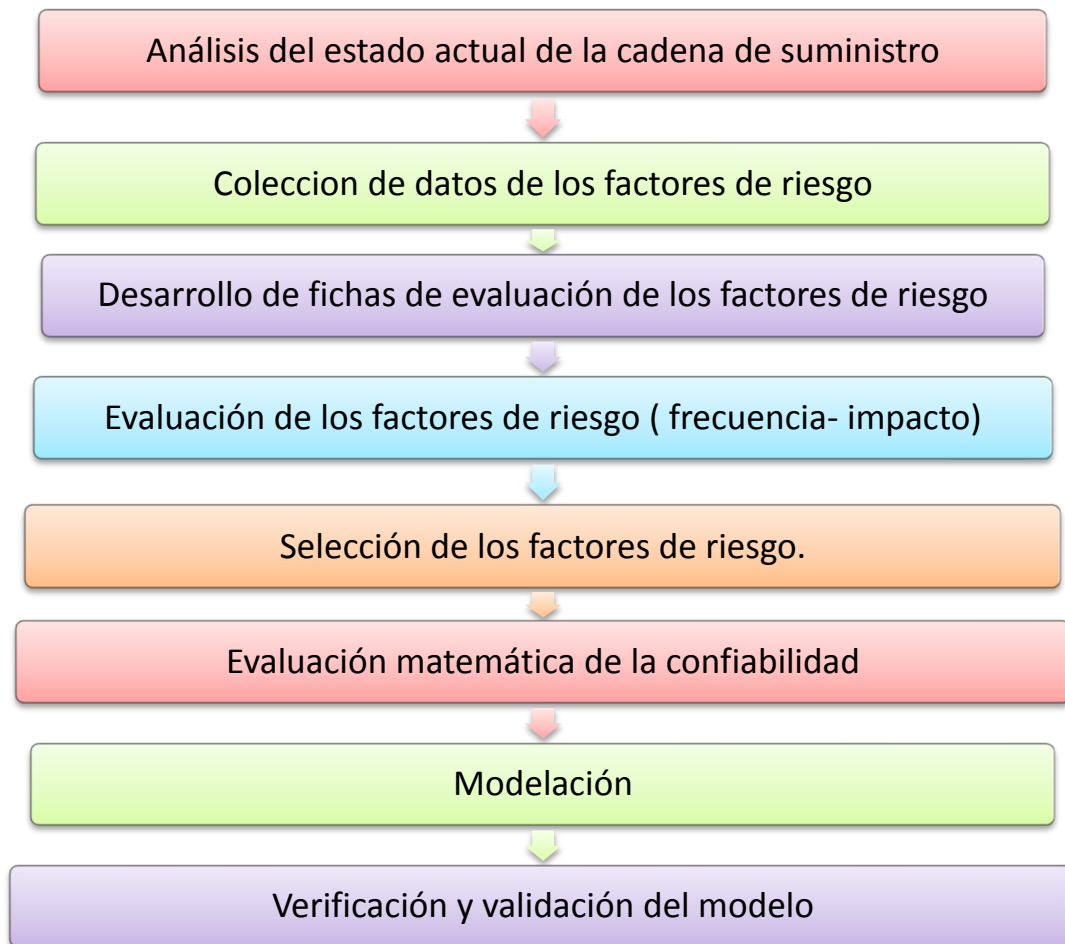 Análisis del estado actual de la cadena de suministro
Coleccion de datos de los factores de riesgo
Desarrollo de fichas de evaluación de los factores de riesgo
Evaluación de los factores de riesgo ( frecuencia- impacto)
Selección de los factores de riesgo.
Evaluación matemática de la confiabilidad
Modelación
Verificación y validación del modelo